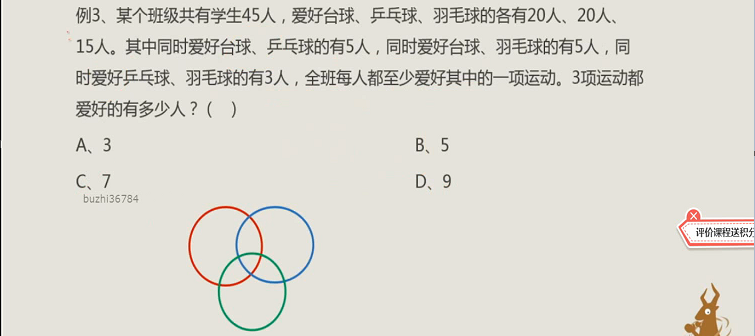 例3、某个班级共有学生45人，爱好台球、乒乓球、羽毛球的各有20人、20人、
15人。其中同时爱好台球、乒乓球的有5人，同时爱好台球、羽毛球的有5人，同
时爱好乒乓球、羽毛球的有3人，全班每人都至少爱好其中的一项运动。3项运动都
爱好的有多少人？（ ）
A、3 B、5
C、7 D、9
buzhi36784
评价课程送积分